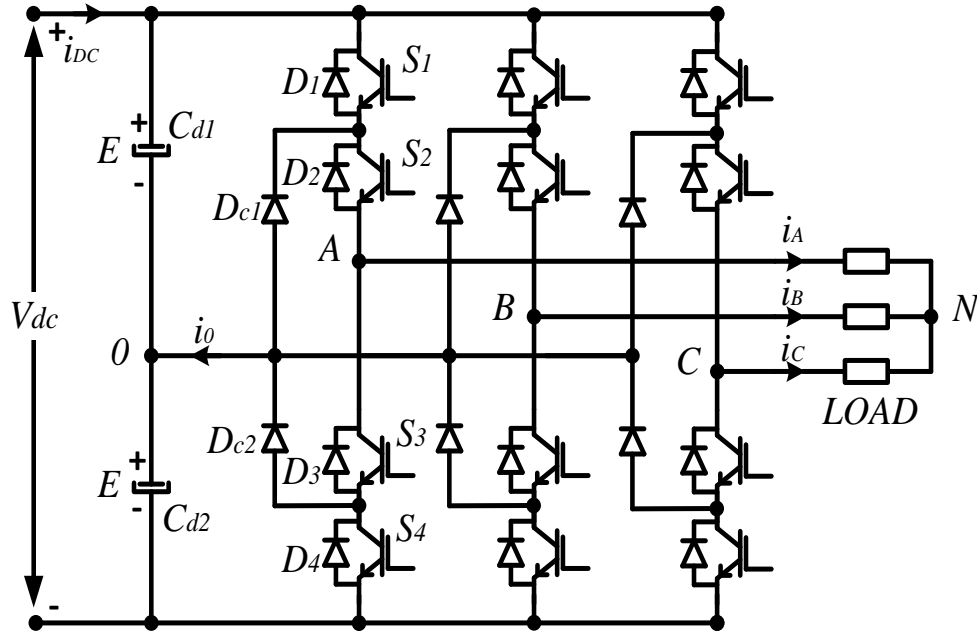 +
iDC
D1
S1
+
Cd1
E
-
D2
S2
Dc1
A
iA
Vdc
B
iB
N
0
i0
C
iC
LOAD
Dc2
S3
+
E
D3
-
Cd2
S4
D4
-